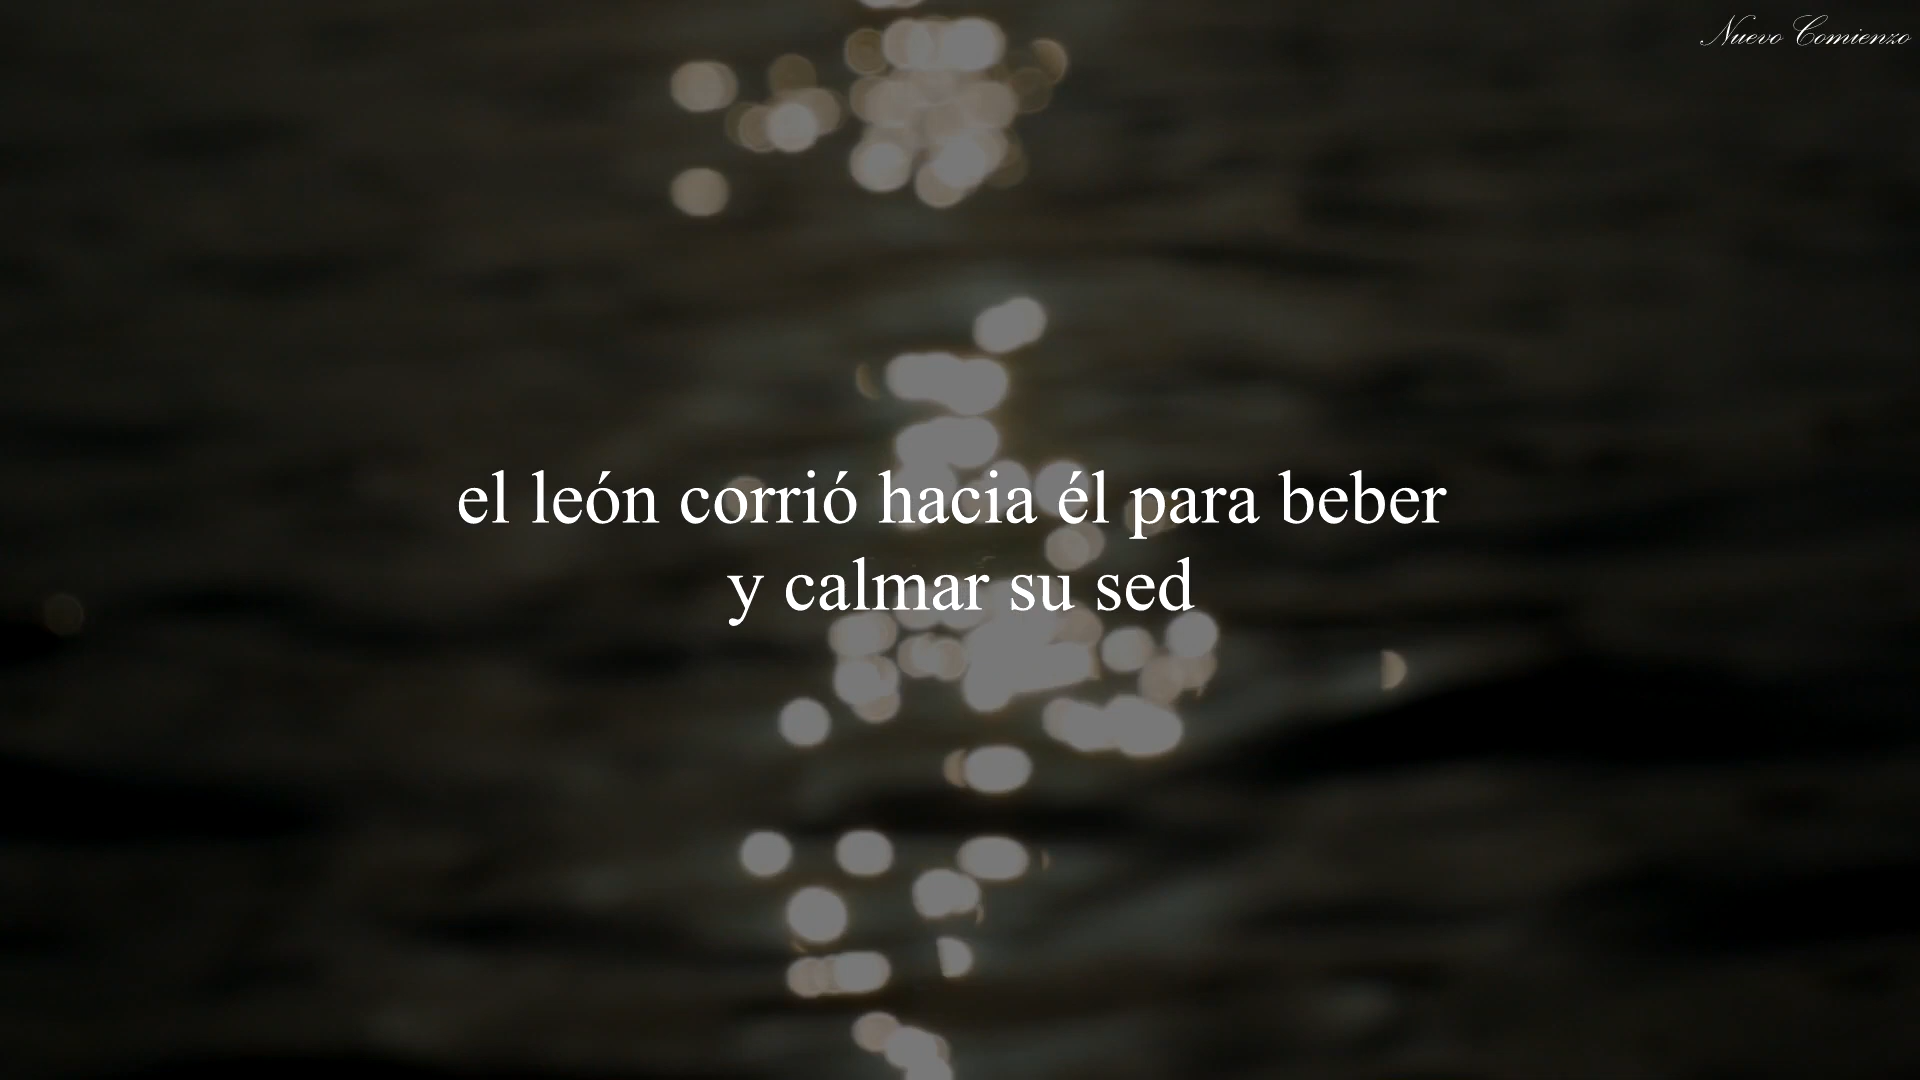 Nuevo Comienzo
el león corrió hacia él para beber
y calmar su sed